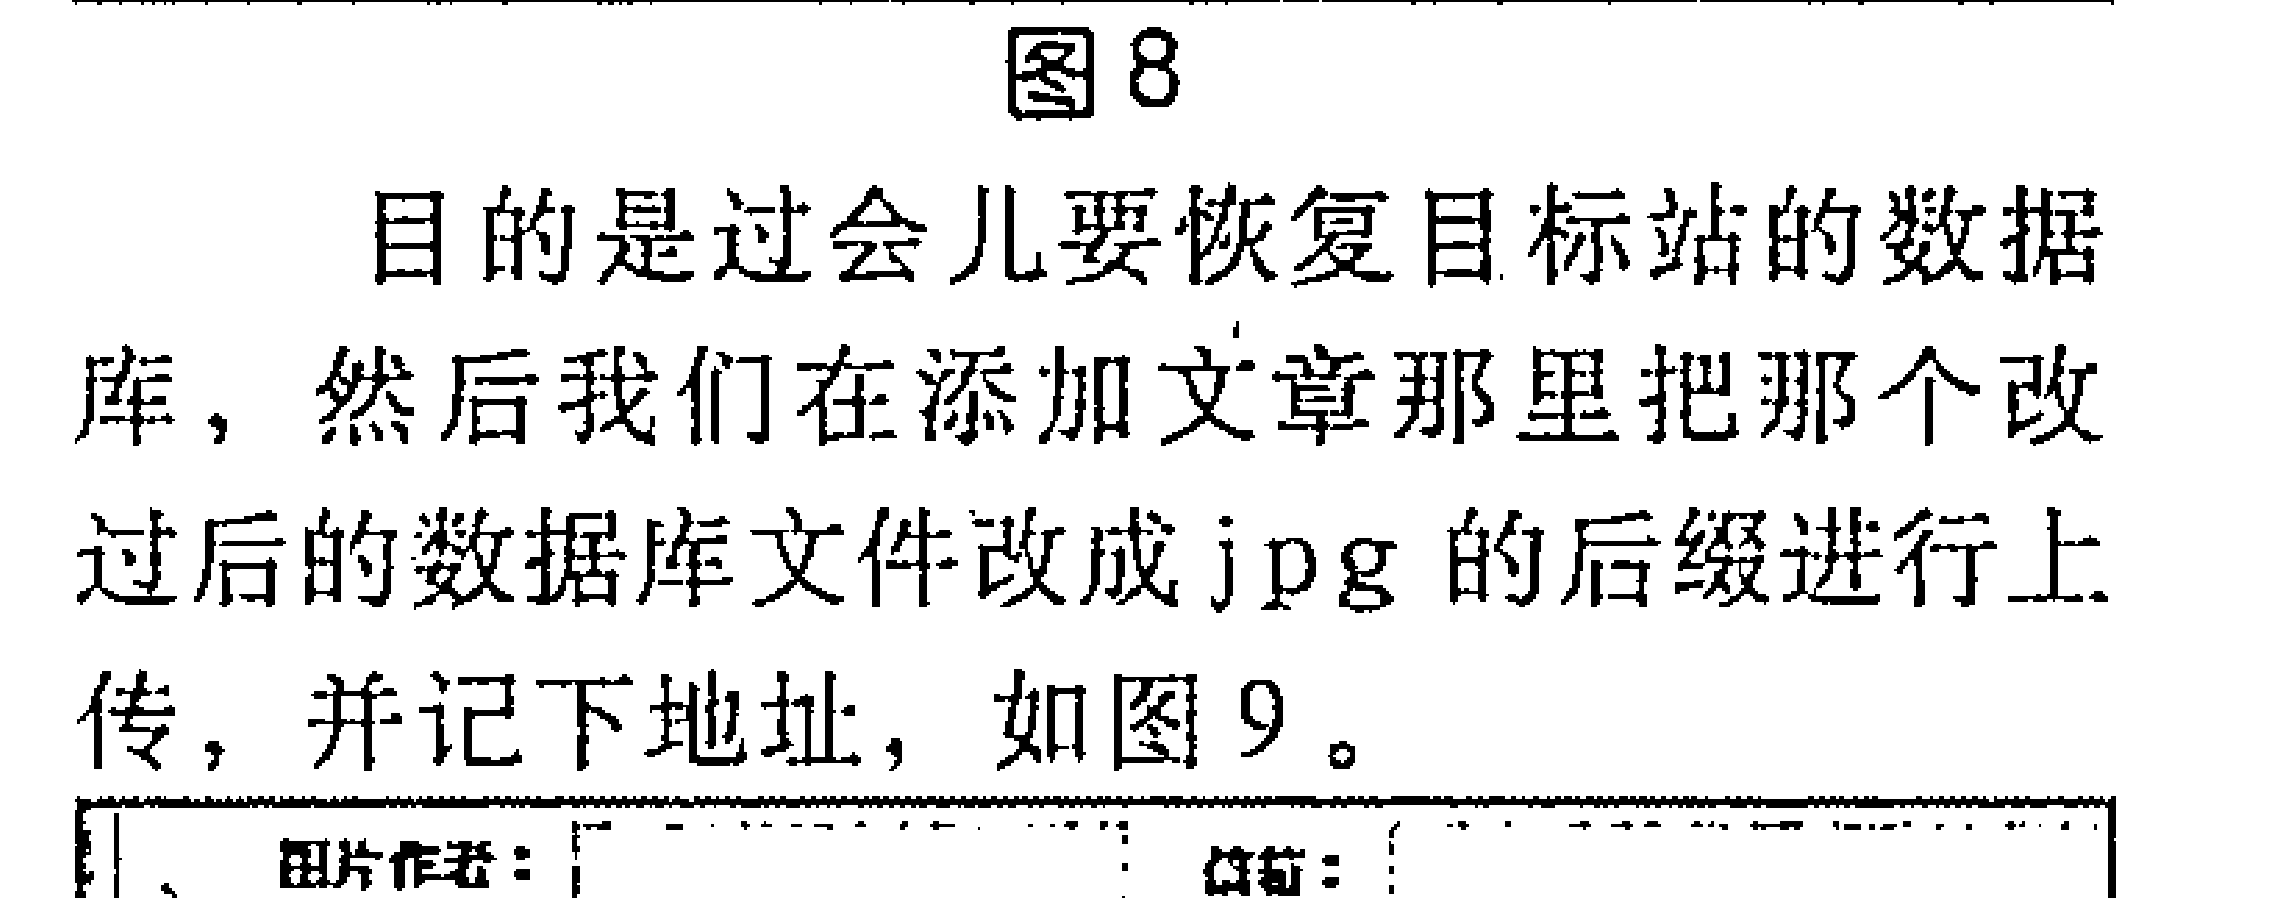 图8
目的是过会儿要恢复目标站的数据
库，然后我们在添加文章那里把那个改
过后的数据库文件改成jpg 的后缀进行上
传，并记下地址，如图9。
图片作者：